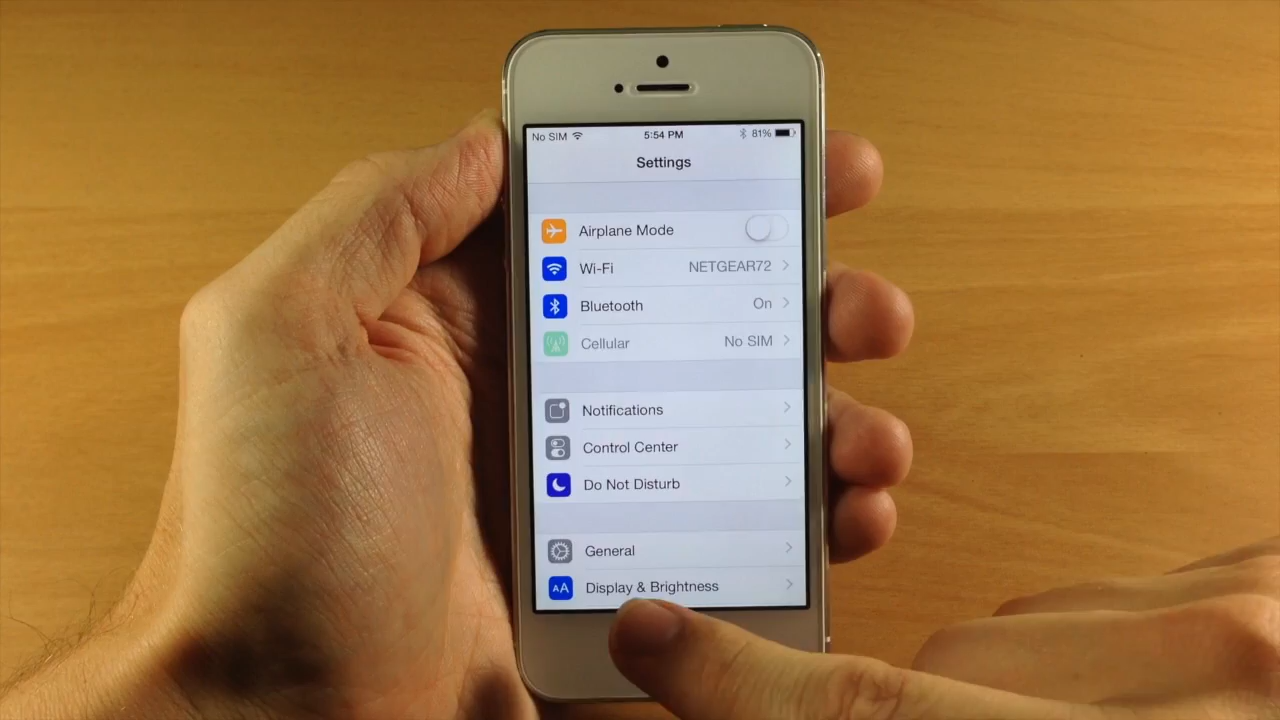 No SIM 5:54 PM 81%
Settings
Airplane Mode
Wi-Fi NETGEAR72
Bluetooth On
Cellular No SIM
Notifications
Control Center
Do Not Disturb
General
AA Display & Brightness